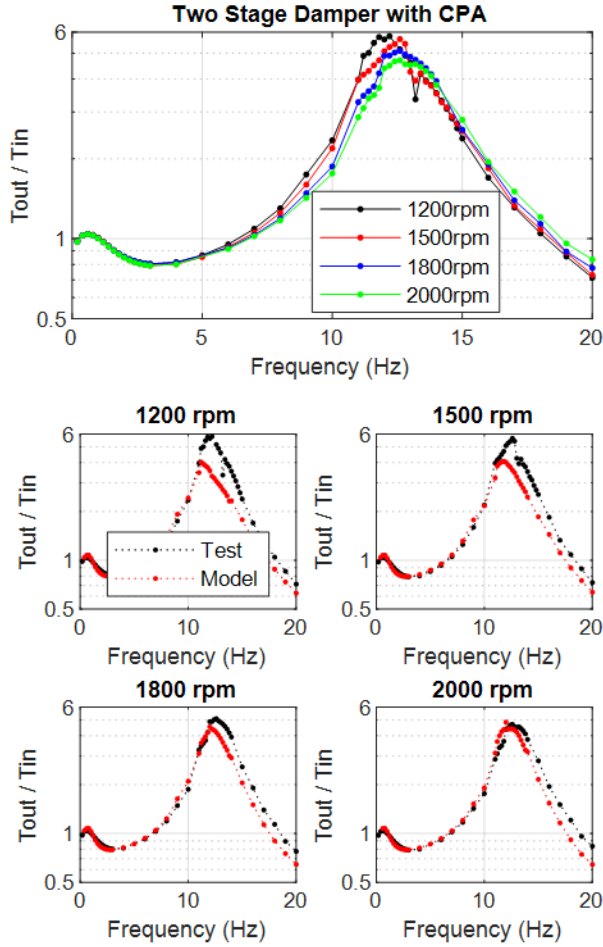 Two Stage Damper with CPA
6
1
0.5
Tout / Tin
0 5 10 15 20
Frequency (Hz)
1200rpm
1500rpm
1800rpm
2000rpm
1200 rpm
6
1
0.5
Tout / Tin
Test
Model
0 10 20
Frequency (Hz)
1500 rpm
6
1
0.5
Tout / Tin
0 10 20
Frequency (Hz)
1800 rpm
6
1
0.5
Tout / Tin
0 10 20
Frequency (Hz)
2000 rpm
6
1
0.5
Tout / Tin
0 10 20
Frequency (Hz)